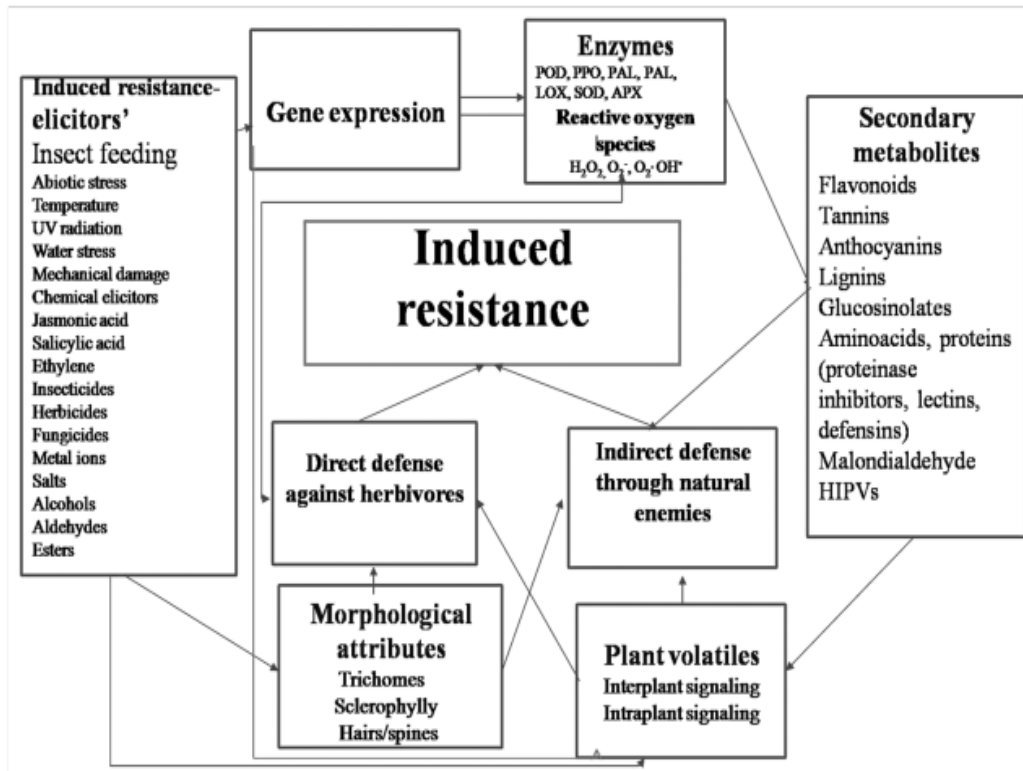 Induced resistance-
elicitors’
Insect feeding
Abiotic stress
Temperature
UV radiation
Water stress
Mechanical damage
Chemical elicitors
Jasmonic acid
Salicylic acid
Ethylene
Insecticides
Herbicides
Fungicides
Metal ions
Salts
Alcohols
Aldehydes
Esters
Gene expression
Enzymes
POD, PPO, PAL, PAL,
LOX, SOD, APX
Reactive oxygen
species
H₂O₂, O₂⁻, O₂· OH•
Secondary
metabolites
Flavonoids
Tannins
Anthocyanins
Lignins
Glucosinolates
Aminoacids, proteins
(proteinase
inhibitors, lectins,
defensins)
Malondialdehyde
HIPVs
Induced
resistance
Direct defense
against herbivores
Indirect defense
through natural
enemies
Morphological
attributes
Trichomes
Sclerophylly
Hairs/spines
Plant volatiles
Interplant signaling
Intraplant signaling